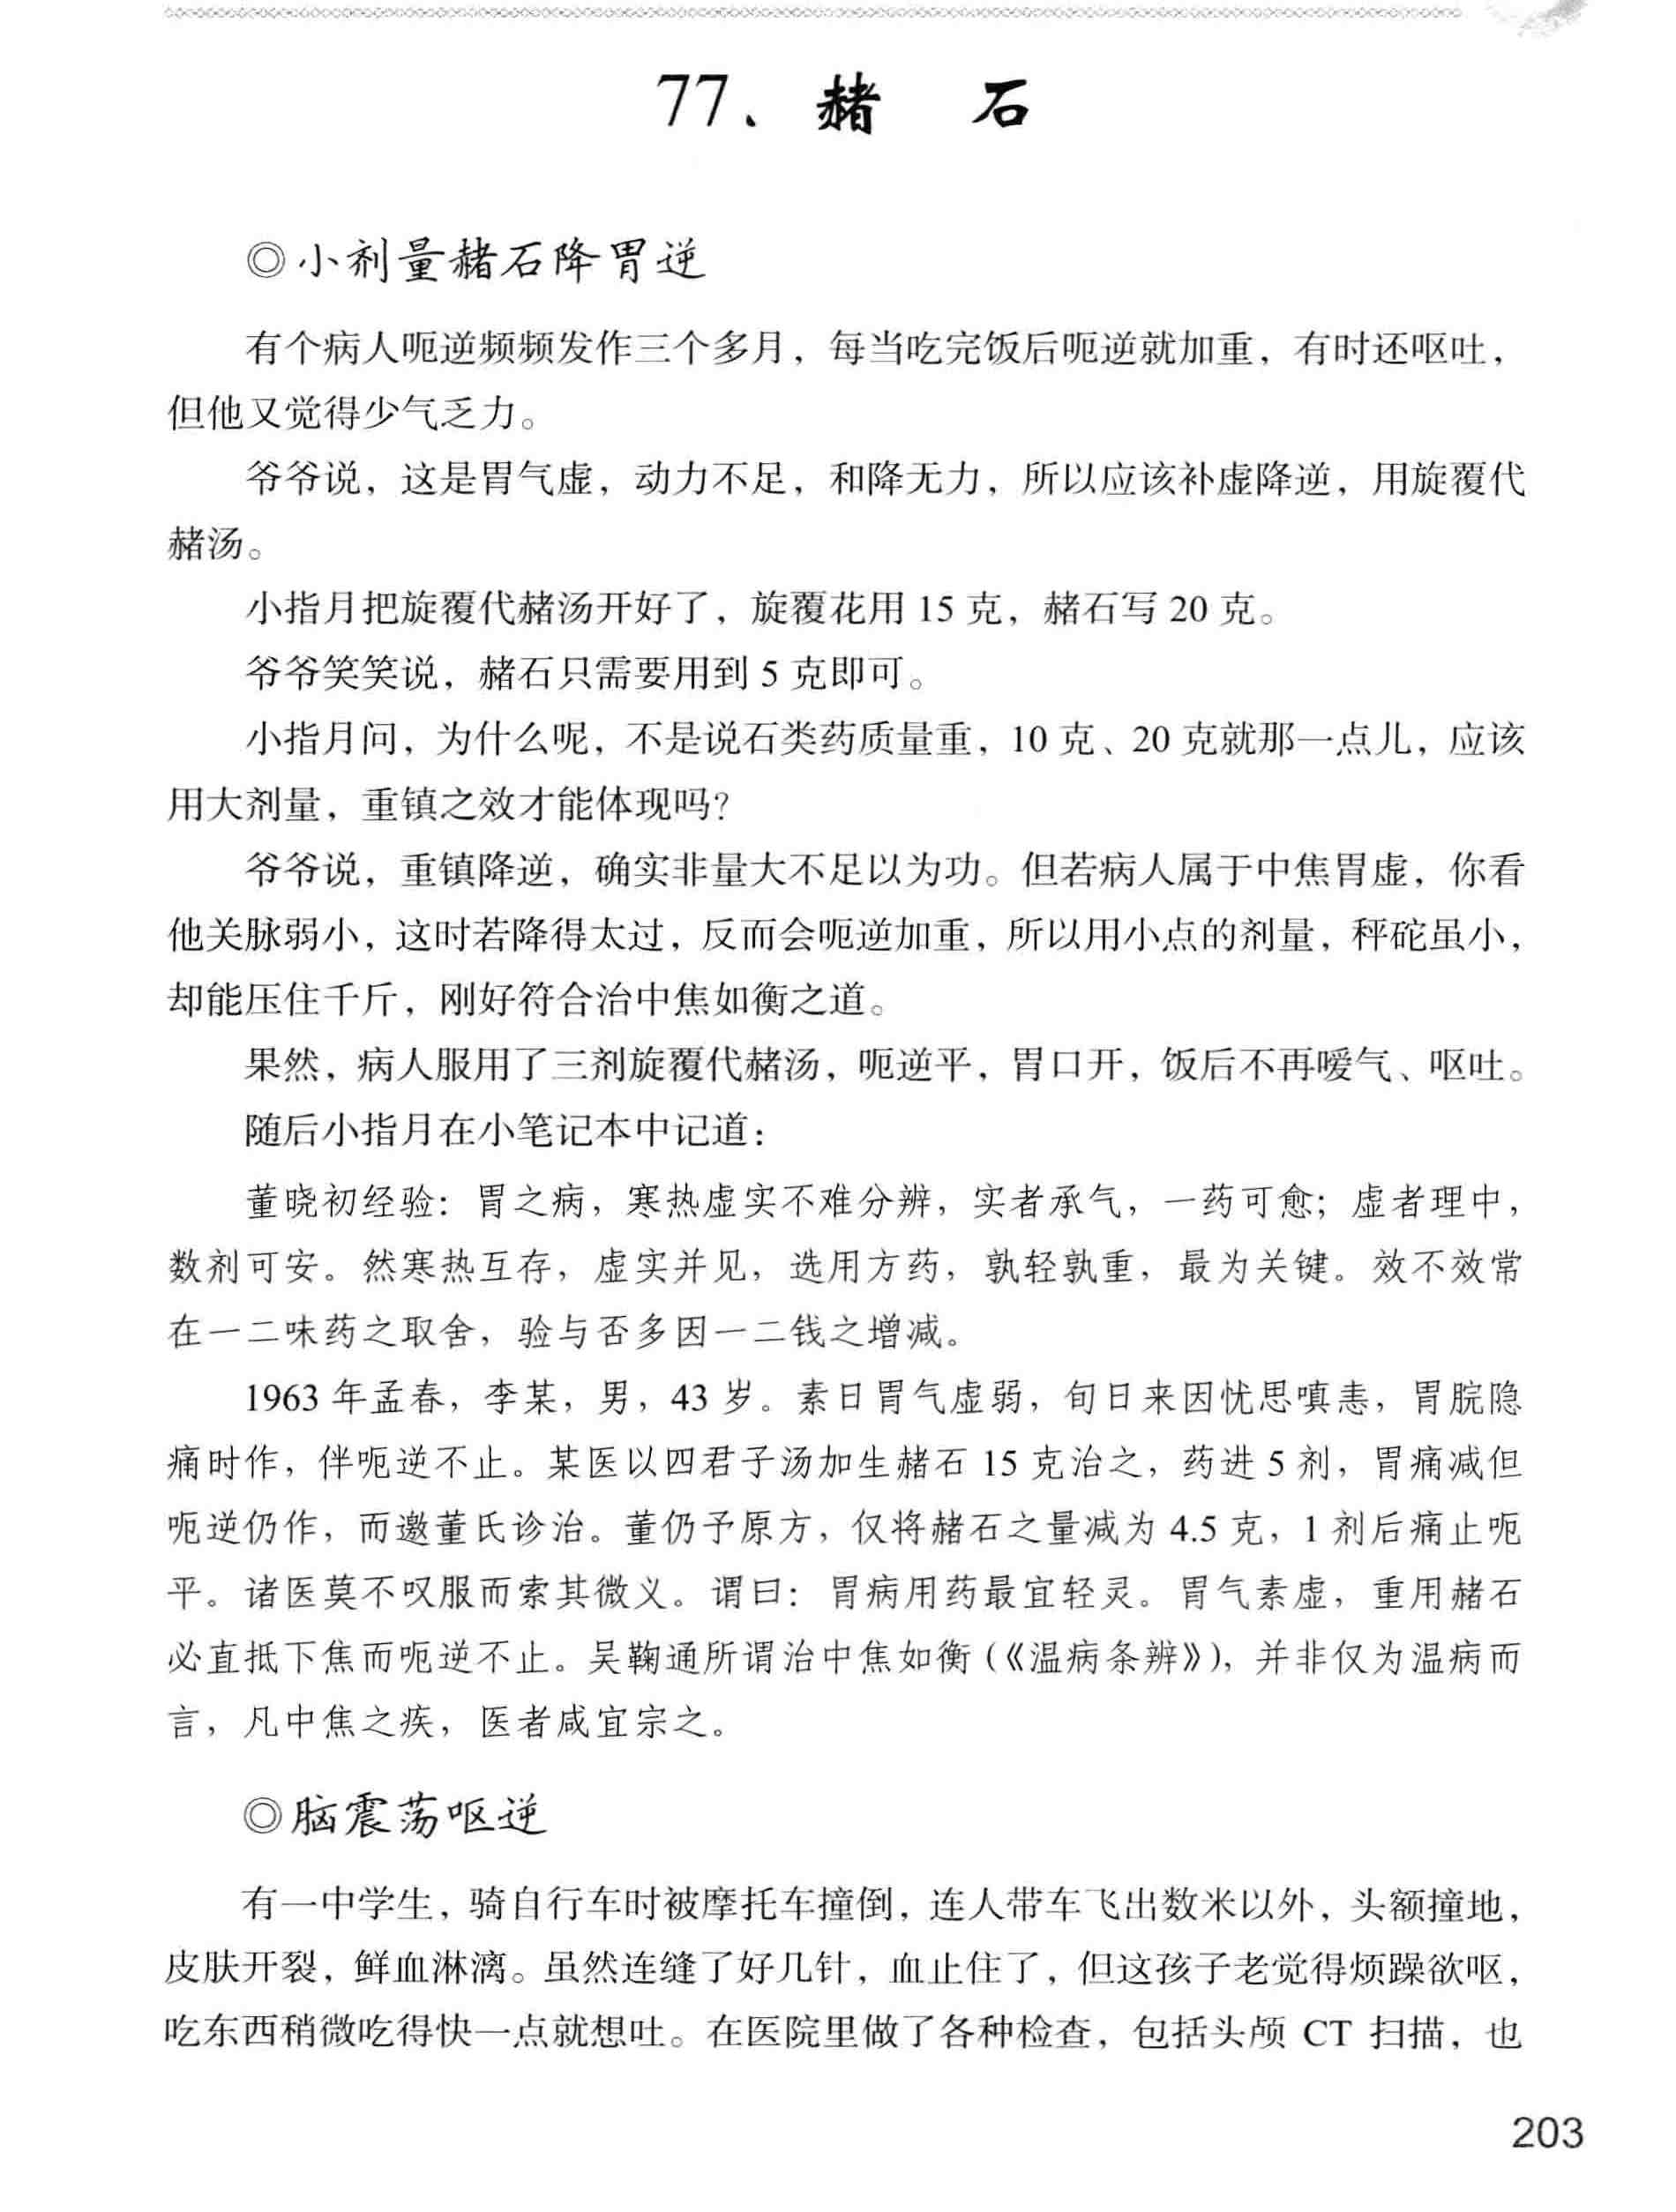 77、赭 石
◎小剂量赭石降胃逆
有个病人呃逆频频发作三个多月，每当吃完饭后呃逆就加重，有时还呕吐，
但他又觉得少气乏力。
爷爷说，这是胃气虚，动力不足，和降无力，所以应该补虚降逆，用旋覆代
赭汤。
小指月把旋覆代赭汤开好了，旋覆花用 15 克，赭石写 20 克。
爷爷笑笑说，赭石只需要用到 5 克即可。
小指月问，为什么呢，不是说石类药质量重，10 克、20 克就那一点儿，应该
用大剂量，重镇之效才能体现吗？
爷爷说，重镇降逆，确实非量大不足以为功。但若病人属于中焦胃虚，你看
他关脉弱小，这时若降得太过，反而会呃逆加重，所以用小点的剂量，秤砣虽小，
却能压住千斤，刚好符合治中焦如衡之道。
果然，病人服用了三剂旋覆代赭汤，呃逆平，胃口开，饭后不再嗳气、呕吐。
随后小指月在小笔记本中记道：
董晓初经验：胃之病，寒热虚实不难分辨，实者承气，一药可愈；虚者理中，
数剂可安。然寒热互存，虚实并见，选用方药，孰轻孰重，最为关键。效不效常
在一二味药之取舍，验与否多因一二钱之增减。
1963 年孟春，李某，男，43 岁。素日胃气虚弱，旬日来因忧思嗔恚，胃脘隐
痛时作，伴呃逆不止。某医以四君子汤加生赭石 15 克治之，药进 5 剂，胃痛减但
呃逆仍作，而邀董氏诊治。董仍予原方，仅将赭石之量减为 4.5 克，1 剂后痛止呃
平。诸医莫不叹服而索其微义。谓曰：胃病用药最宜轻灵。胃气素虚，重用赭石
必直抵下焦而呃逆不止。吴鞠通所谓治中焦如衡（《温病条辨》），并非仅为温病而
言，凡中焦之疾，医者咸宜宗之。
◎脑震荡呕逆
有一中学生，骑自行车时被摩托车撞倒，连人带车飞出数米以外，头额撞地，
皮肤开裂，鲜血淋漓。虽然连缝了好几针，血止住了，但这孩子老觉得烦躁欲呕，
吃东西稍微吃得快一点就想吐。在医院里做了各种检查，包括头颅 CT 扫描，也
203